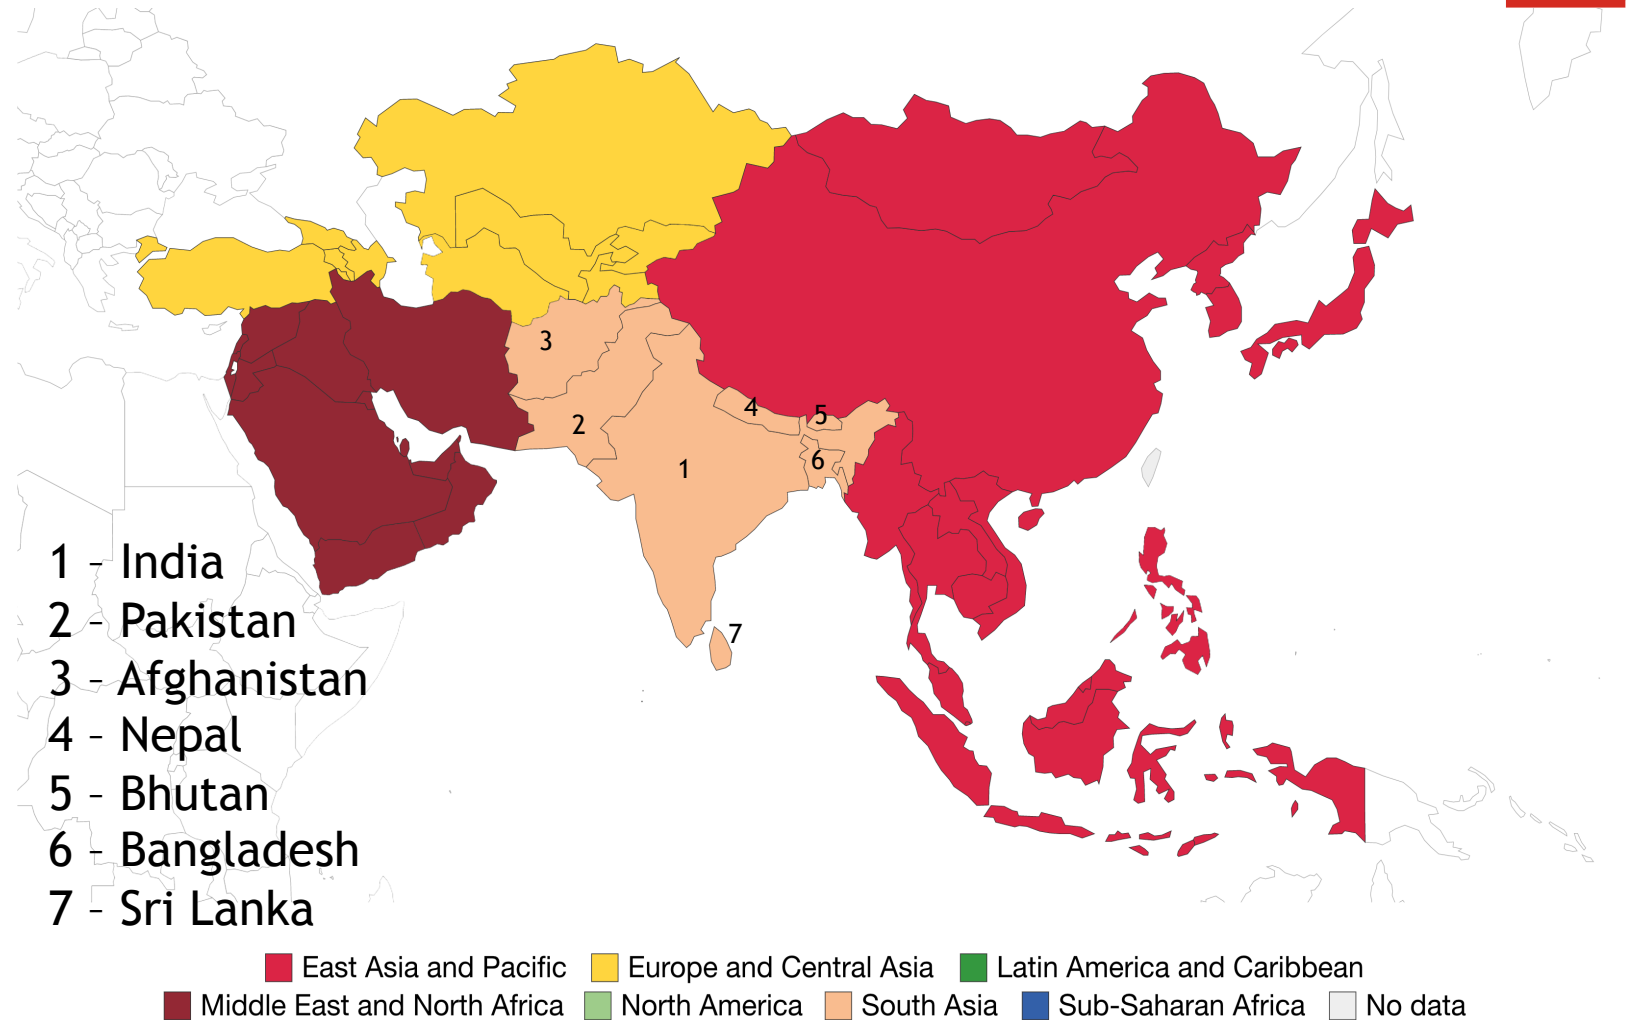 3
4
5
2
6
1
7
1 - India
2 - Pakistan
3 - Afghanistan
4 - Nepal
5 - Bhutan
6 - Bangladesh
7 - Sri Lanka
East Asia and Pacific Europe and Central Asia Latin America and Caribbean
Middle East and North Africa North America South Asia Sub-Saharan Africa No data